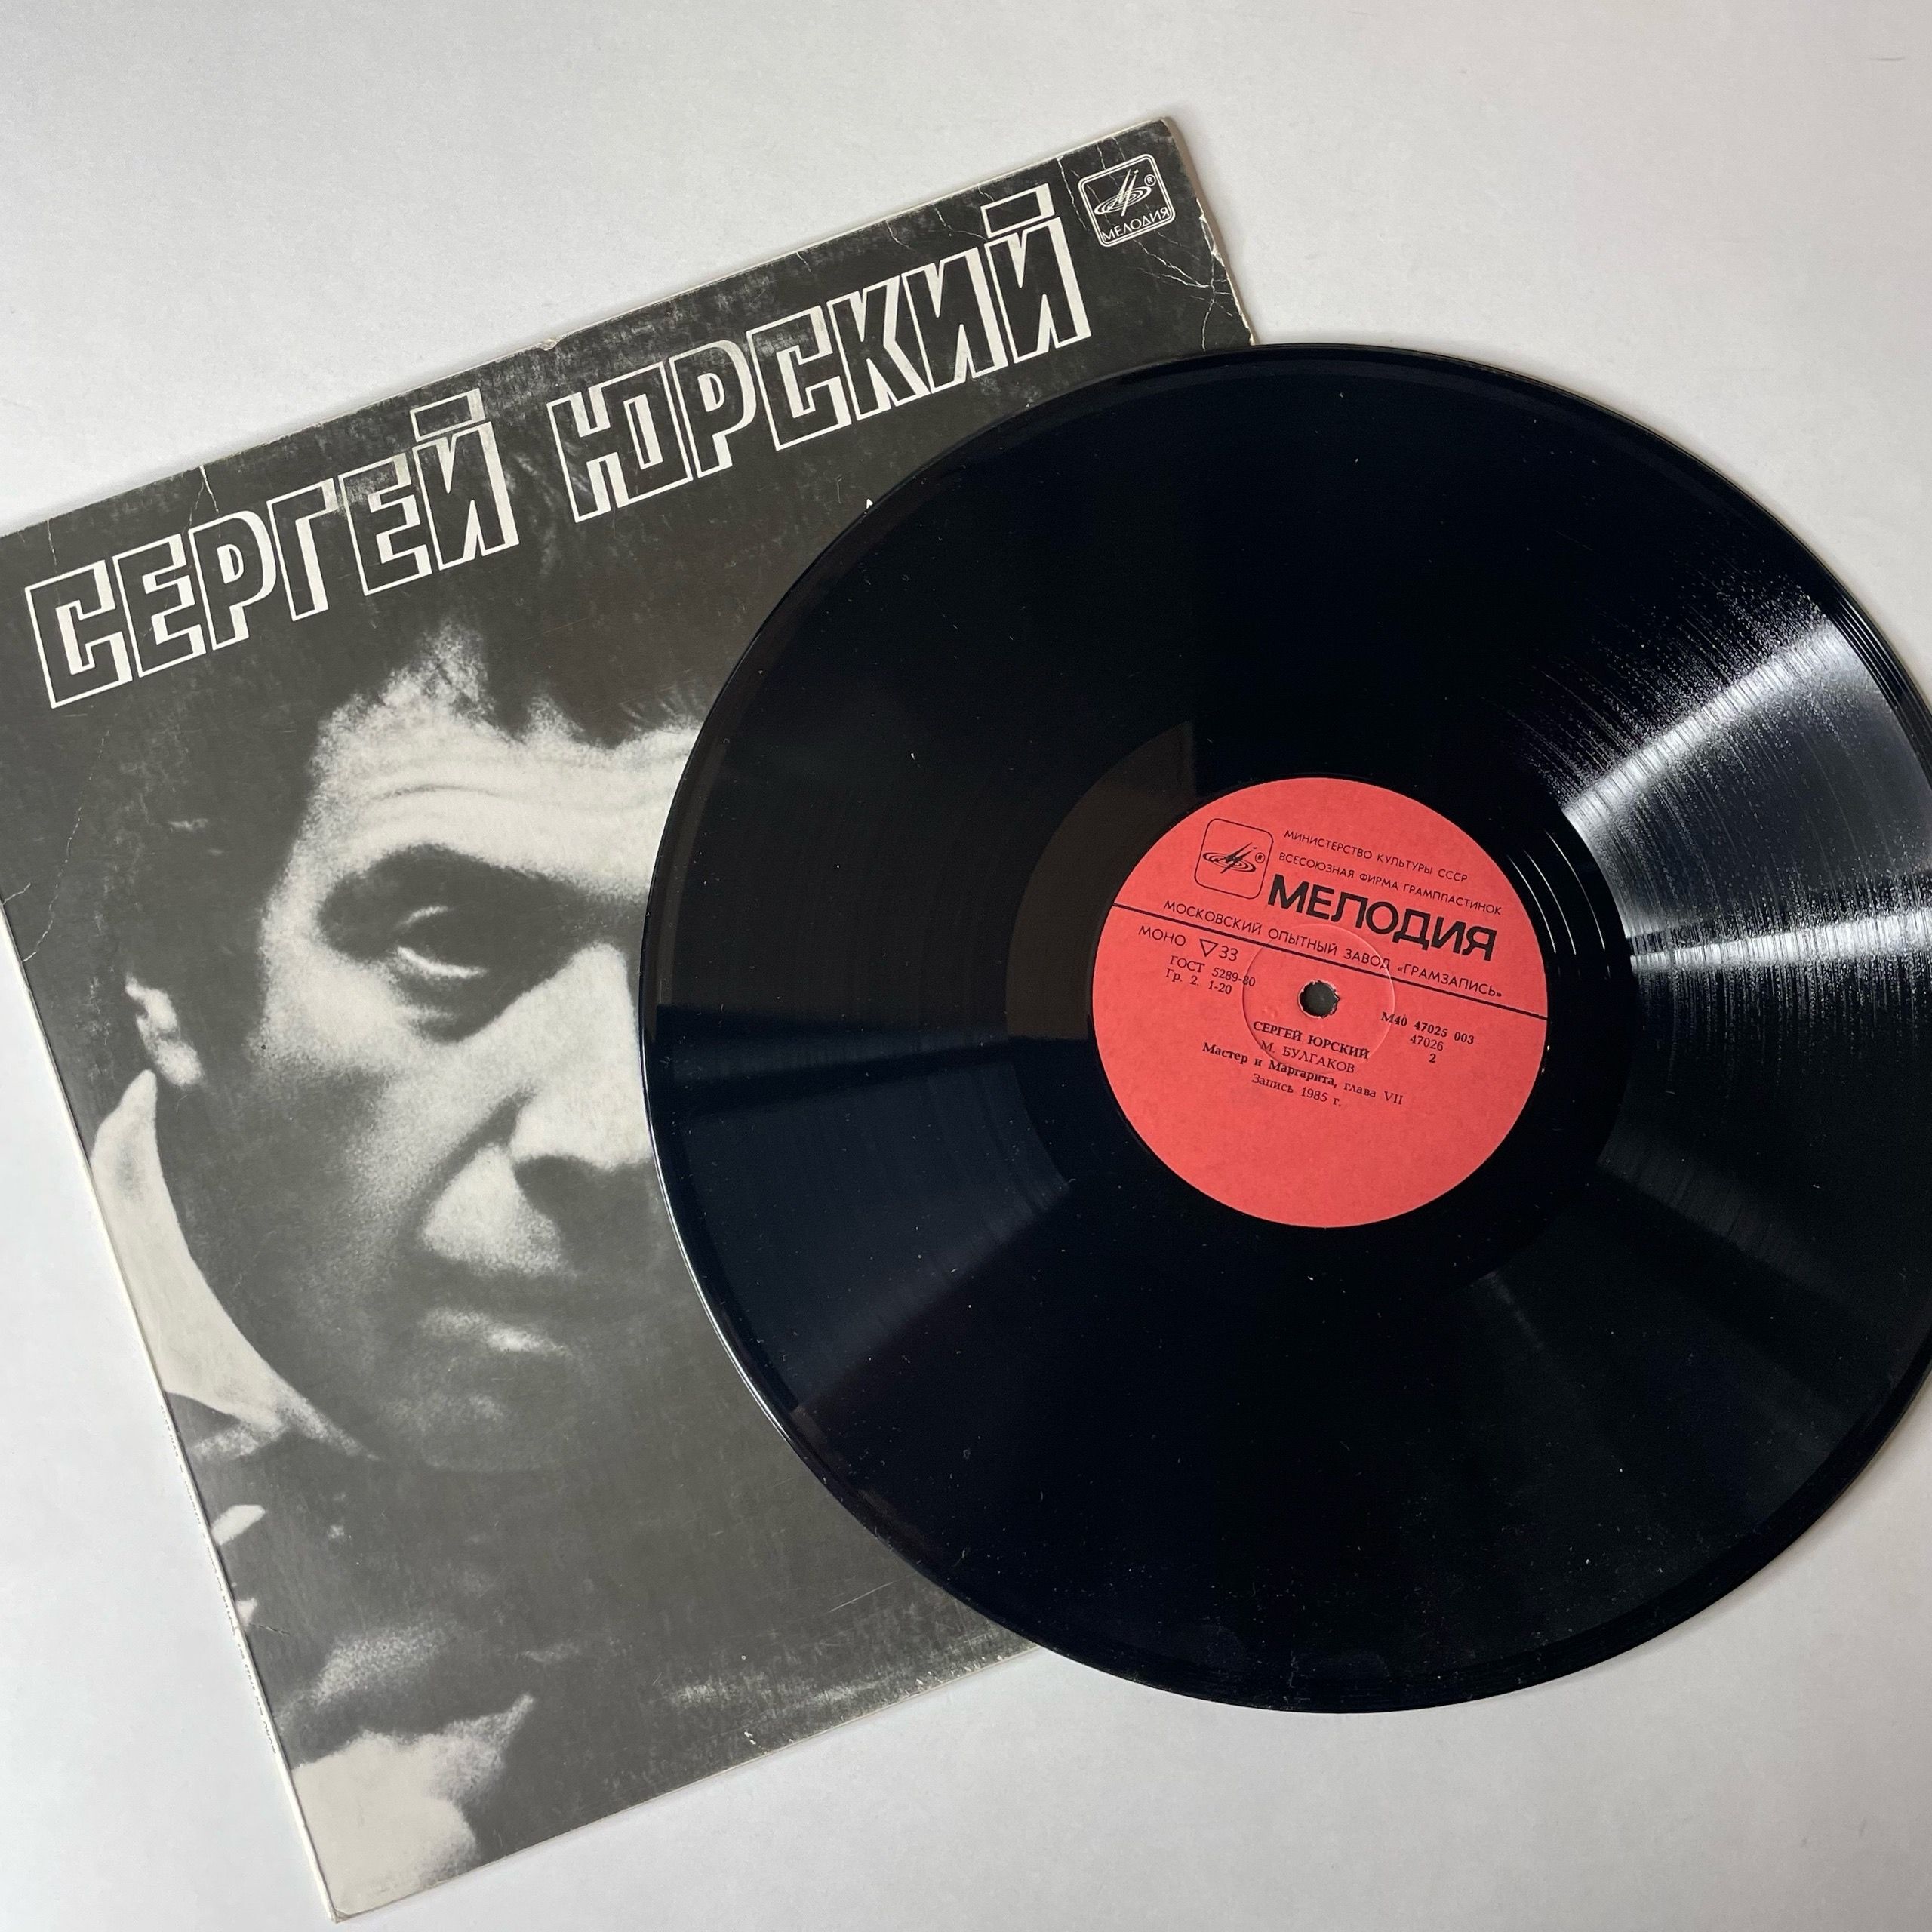 СЕРГЕЙ ЮРСКИЙ
МЕЛОДИЯ
МИНИСТЕРСТВО КУЛЬТУРЫ СССР
ВСЕСОЮЗНАЯ ФИРМА ГРАМПЛАСТИНОК
МЕЛОДИЯ
МОСКОВСКИЙ ОПЫТНЫЙ ЗАВОД «ГРАМЗАПИСЬ»
МОНО ▽33
ГОСТ 5289-80
Гр. 2. 1-20
М40 47025 003
47026
2
СЕРГЕЙ ЮРСКИЙ
М. БУЛГАКОВ
Мастер и Маргарита, глава VII
Запись 1985 г.